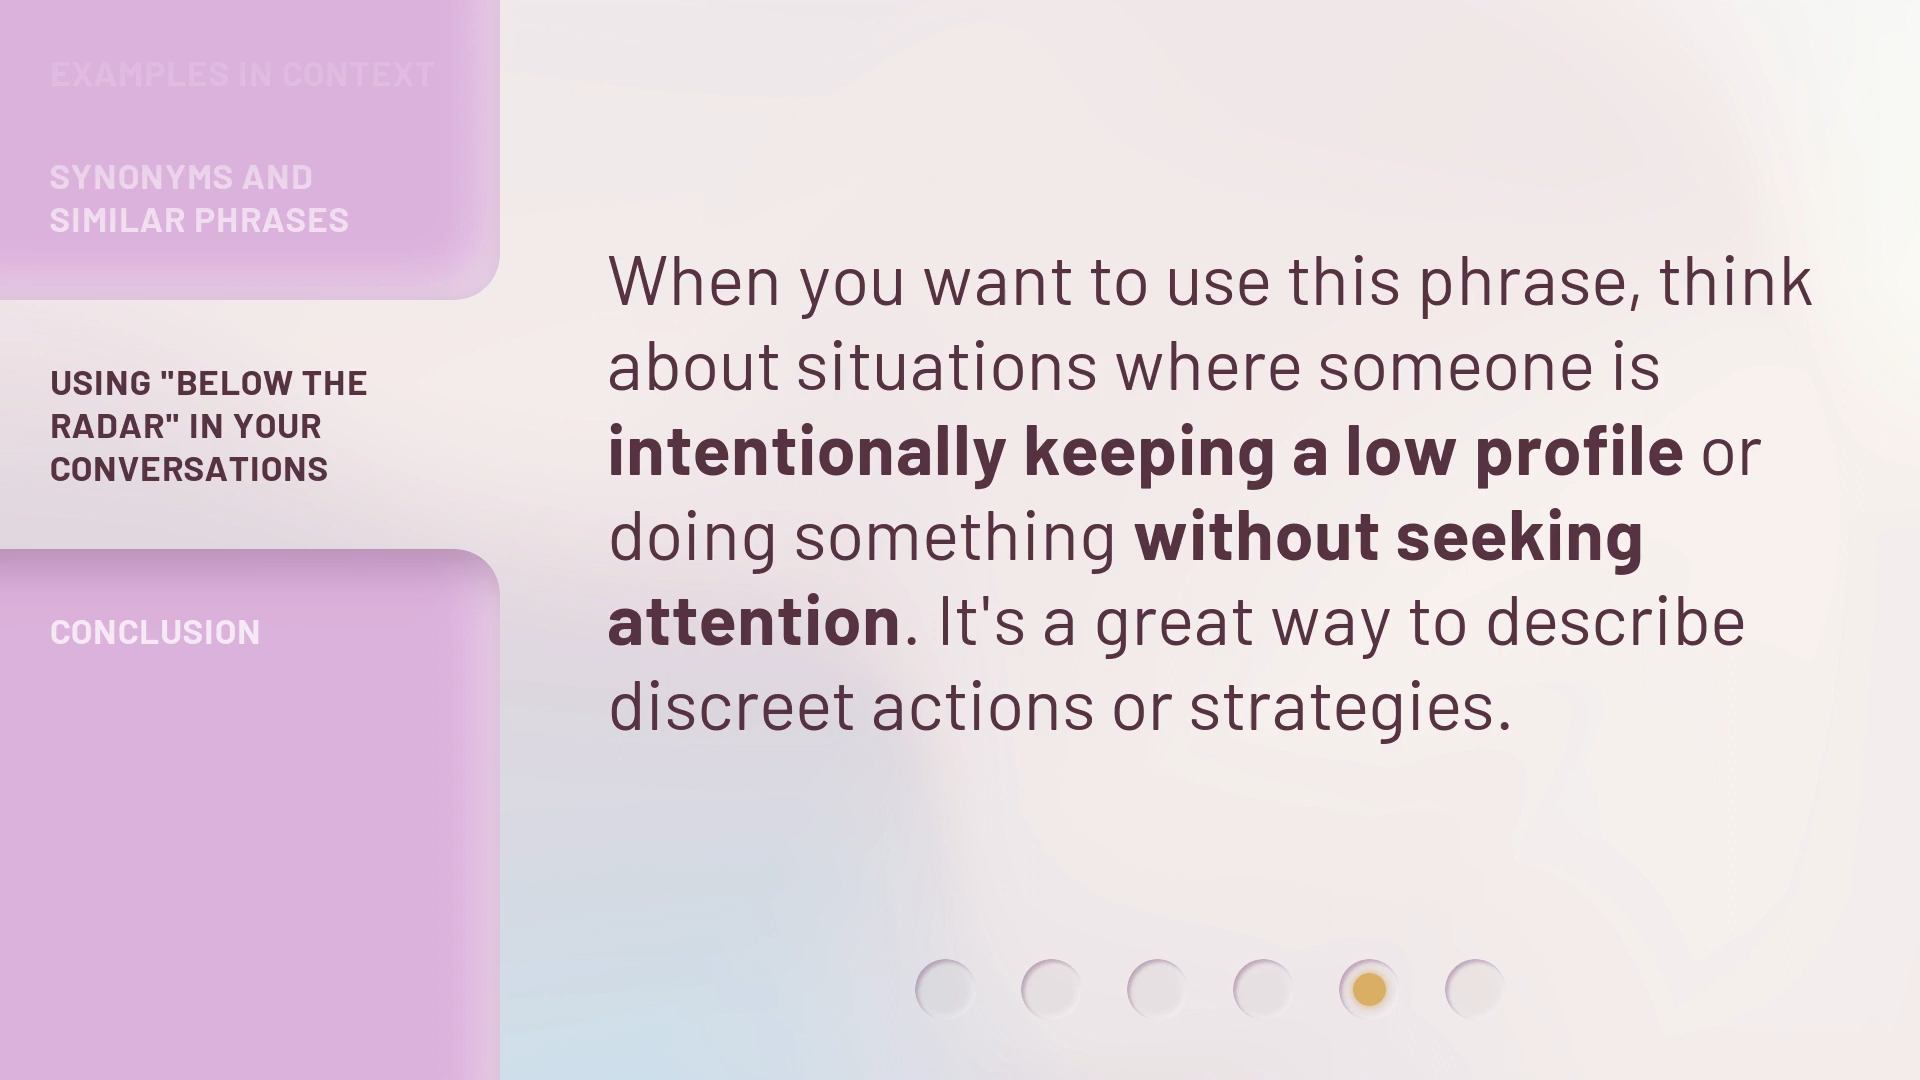 EXAMPLES IN CONTEXT
SYNONYMS AND
SIMILAR PHRASES
USING "BELOW THE
RADAR" IN YOUR
CONVERSATIONS
CONCLUSION
When you want to use this phrase, think
about situations where someone is
intentionally keeping a low profile or
doing something without seeking
attention. It's a great way to describe
discreet actions or strategies.